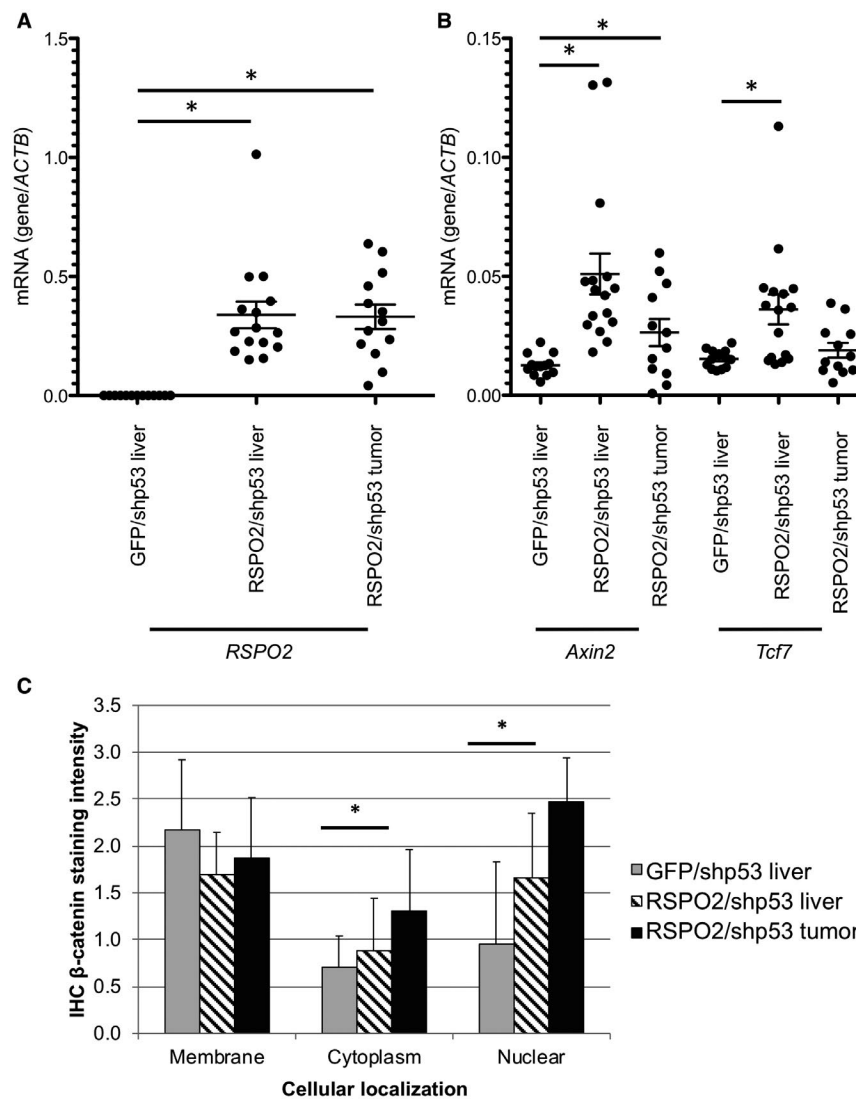 A
mRNA (gene/ACTB)
1.5
1.0
0.5
0.0
*
*
GFP/shp53 liver
RSPO2/shp53 liver
RSPO2/shp53 tumor
RSPO2
B
mRNA (gene/ACTB)
0.15
0.10
0.05
0.00
*
*
*
GFP/shp53 liver
RSPO2/shp53 liver
RSPO2/shp53 tumor
GFP/shp53 liver
RSPO2/shp53 liver
RSPO2/shp53 tumor
Axin2
Tcf7
C
IHC β-catenin staining intensity
3.5
3.0
2.5
2.0
1.5
1.0
0.5
0.0
*
*
Membrane
Cytoplasm
Nuclear
Cellular localization
GFP/shp53 liver
RSPO2/shp53 liver
RSPO2/shp53 tumor